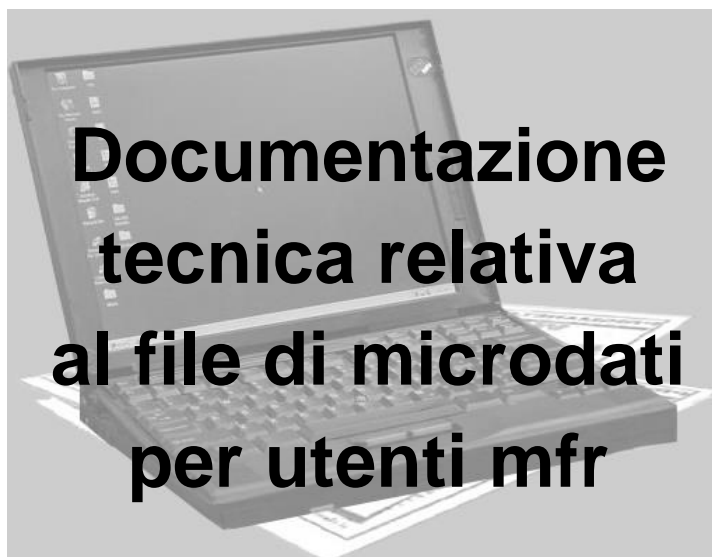 Documentazione
tecnica relativa
al file di microdati
per utenti mfr